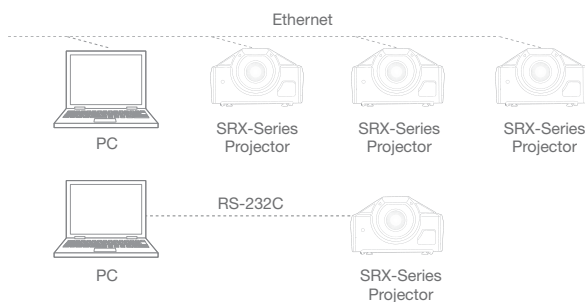 Ethernet
PC
SRX-Series
Projector
SRX-Series
Projector
SRX-Series
Projector
RS-232C
PC
SRX-Series
Projector